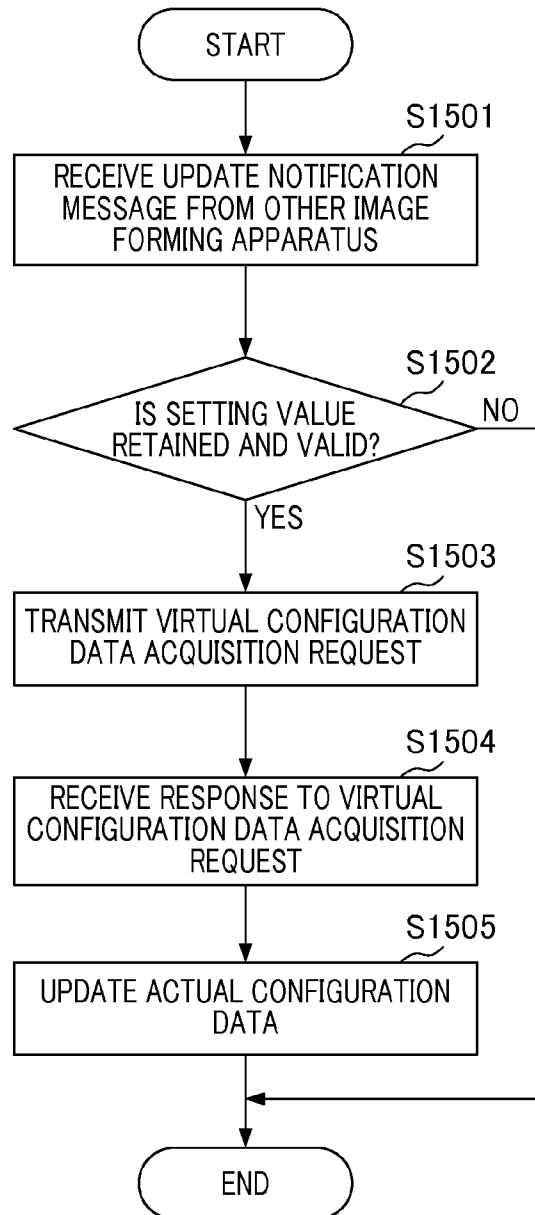 START
S1501
RECEIVE UPDATE NOTIFICATION
MESSAGE FROM OTHER IMAGE
FORMING APPARATUS
S1502
IS SETTING VALUE
RETAINED AND VALID?
NO
YES
S1503
TRANSMIT VIRTUAL CONFIGURATION
DATA ACQUISITION REQUEST
S1504
RECEIVE RESPONSE TO VIRTUAL
CONFIGURATION DATA ACQUISITION
REQUEST
S1505
UPDATE ACTUAL CONFIGURATION
DATA
END